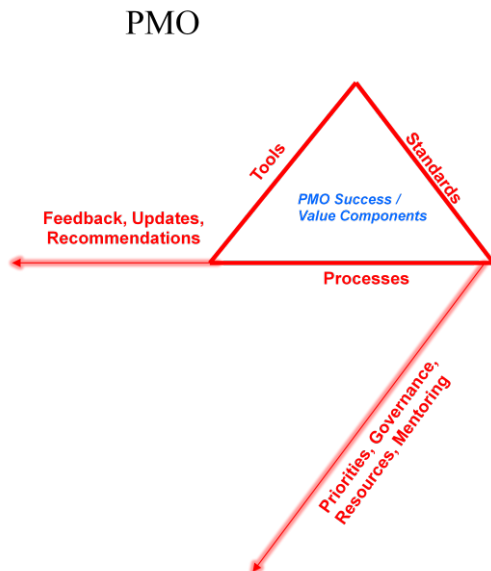 PMO
Tools
Standards
PMO Success /
Value Components
Feedback, Updates,
Recommendations
Processes
Priorities, Governance,
Resources, Mentoring